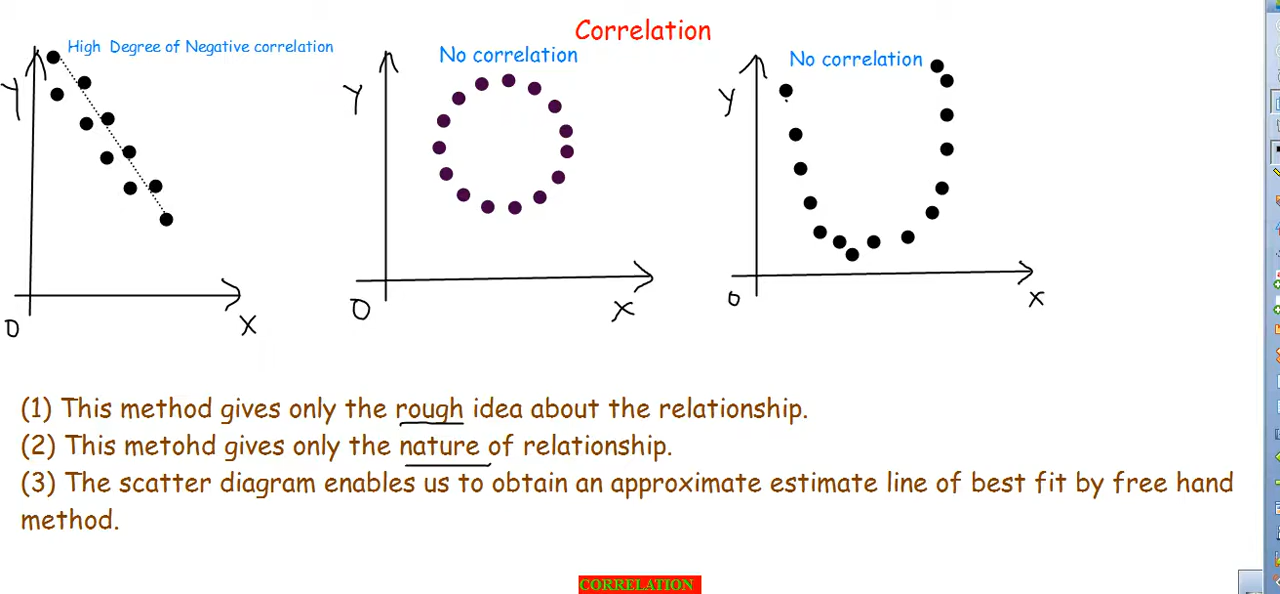 Correlation
High Degree of Negative correlation
No correlation
No correlation
Y
Y
Y
O
X
O
X
O
X
(1) This method gives only the rough idea about the relationship.
(2) This metohd gives only the nature of relationship.
(3) The scatter diagram enables us to obtain an approximate estimate line of best fit by free hand
method.
CORRELATION